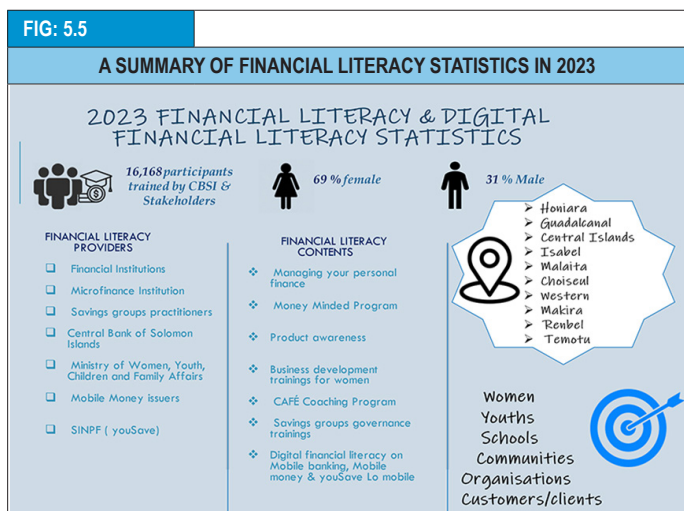 FIG: 5.5
A SUMMARY OF FINANCIAL LITERACY STATISTICS IN 2023
2023 FINANCIAL LITERACY & DIGITAL
FINANCIAL LITERACY STATISTICS
16,168 participants
trained by CBSI &
Stakeholders
69 % female
31 % Male
FINANCIAL LITERACY
PROVIDERS
Financial Institutions
Microfinance Institution
Savings groups practitioners
Central Bank of Solomon
Islands
Ministry of Women, Youth,
Children and Family Affairs
Mobile Money issuers
SINPF ( youSave)
FINANCIAL LITERACY
CONTENTS
Managing your personal
finance
Money Minded Program
Product awareness
Business development
trainings for women
CAFÉ Coaching Program
Savings groups governance
trainings
Digital financial literacy on
Mobile banking, Mobile
money & youSave Lo mobile
Honiara
Guadalcanal
Central Islands
Isabel
Malaita
Choiseul
Western
Makira
Renbel
Temotu
Women
Youths
Schools
Communities
Organisations
Customers/clients